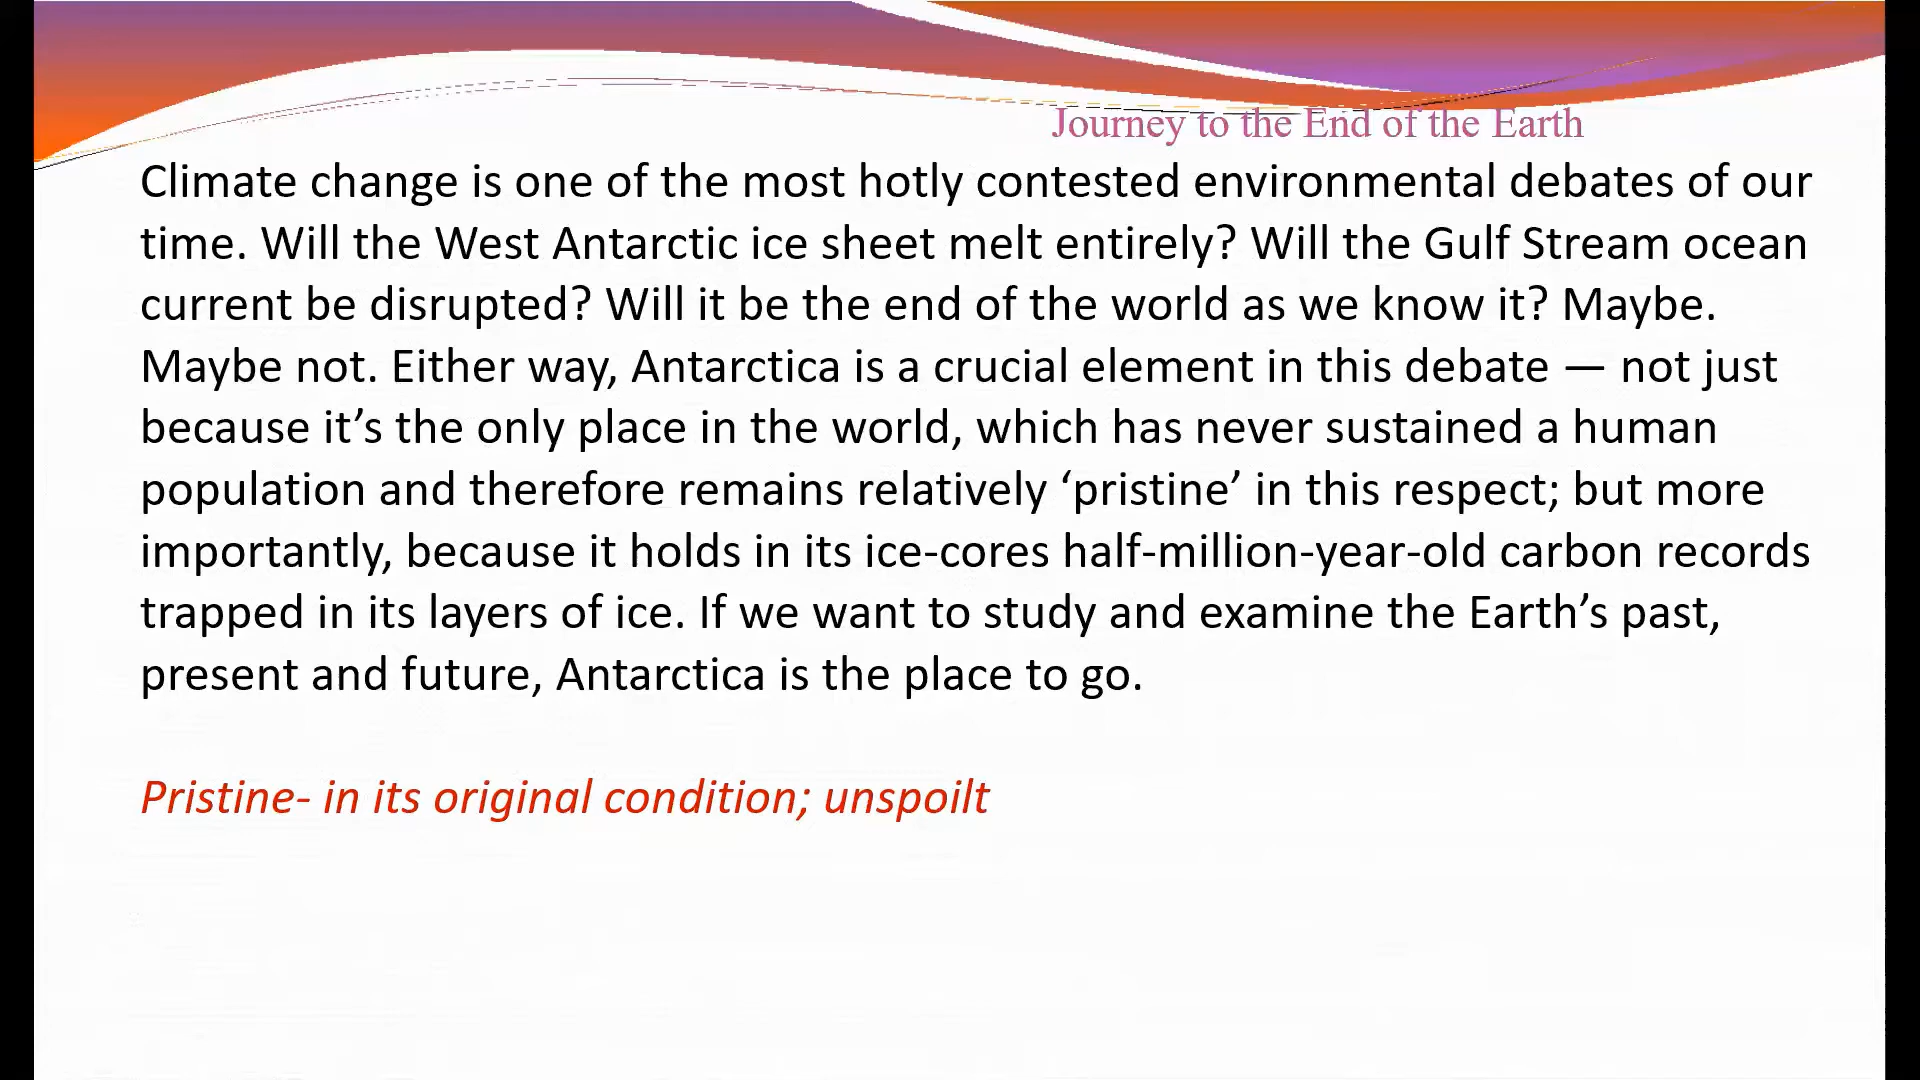 Journey to the End of the Earth
Climate change is one of the most hotly contested environmental debates of our
time. Will the West Antarctic ice sheet melt entirely? Will the Gulf Stream ocean
current be disrupted? Will it be the end of the world as we know it? Maybe.
Maybe not. Either way, Antarctica is a crucial element in this debate — not just
because it’s the only place in the world, which has never sustained a human
population and therefore remains relatively ‘pristine’ in this respect; but more
importantly, because it holds in its ice-cores half-million-year-old carbon records
trapped in its layers of ice. If we want to study and examine the Earth’s past,
present and future, Antarctica is the place to go.
Pristine- in its original condition; unspoilt